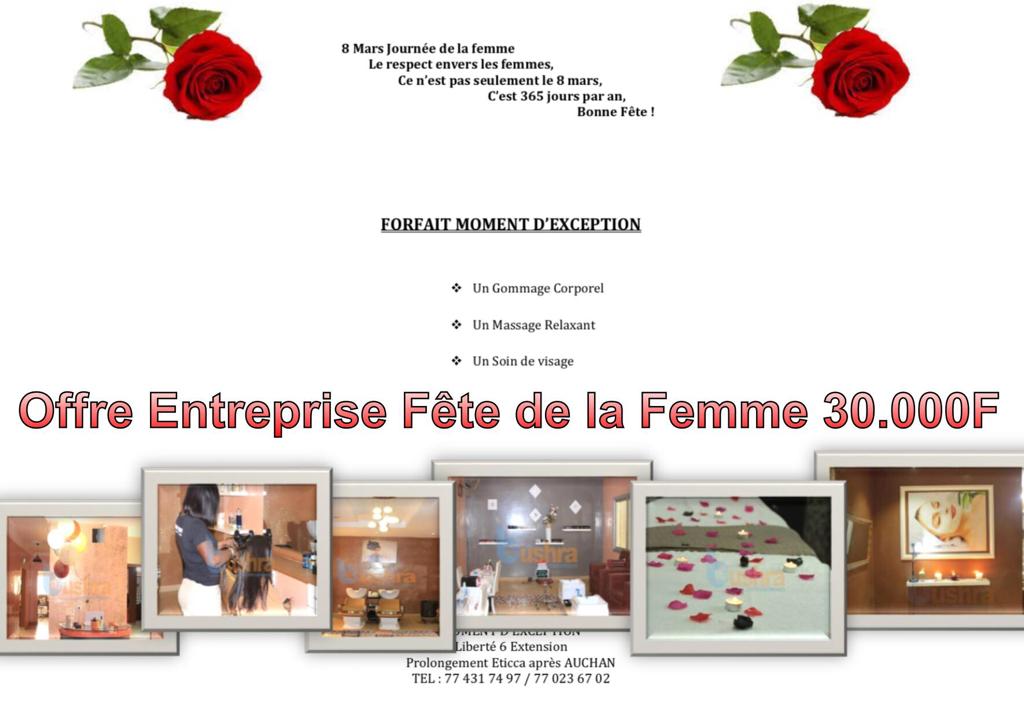 8 Mars Journée de la femme
Le respect envers les femmes,
Ce n’est pas seulement le 8 mars,
C’est 365 jours par an,
Bonne Fête !
FORFAIT MOMENT D’EXCEPTION
❖ Un Gommage Corporel
❖ Un Massage Relaxant
❖ Un Soin de visage
Offre Entreprise Fête de la Femme 30.000F
ushra
MOMENT D’EXCEPTION
Liberté 6 Extension
Prolongement Eticca après AUCHAN
TEL : 77 431 74 97 / 77 023 67 02